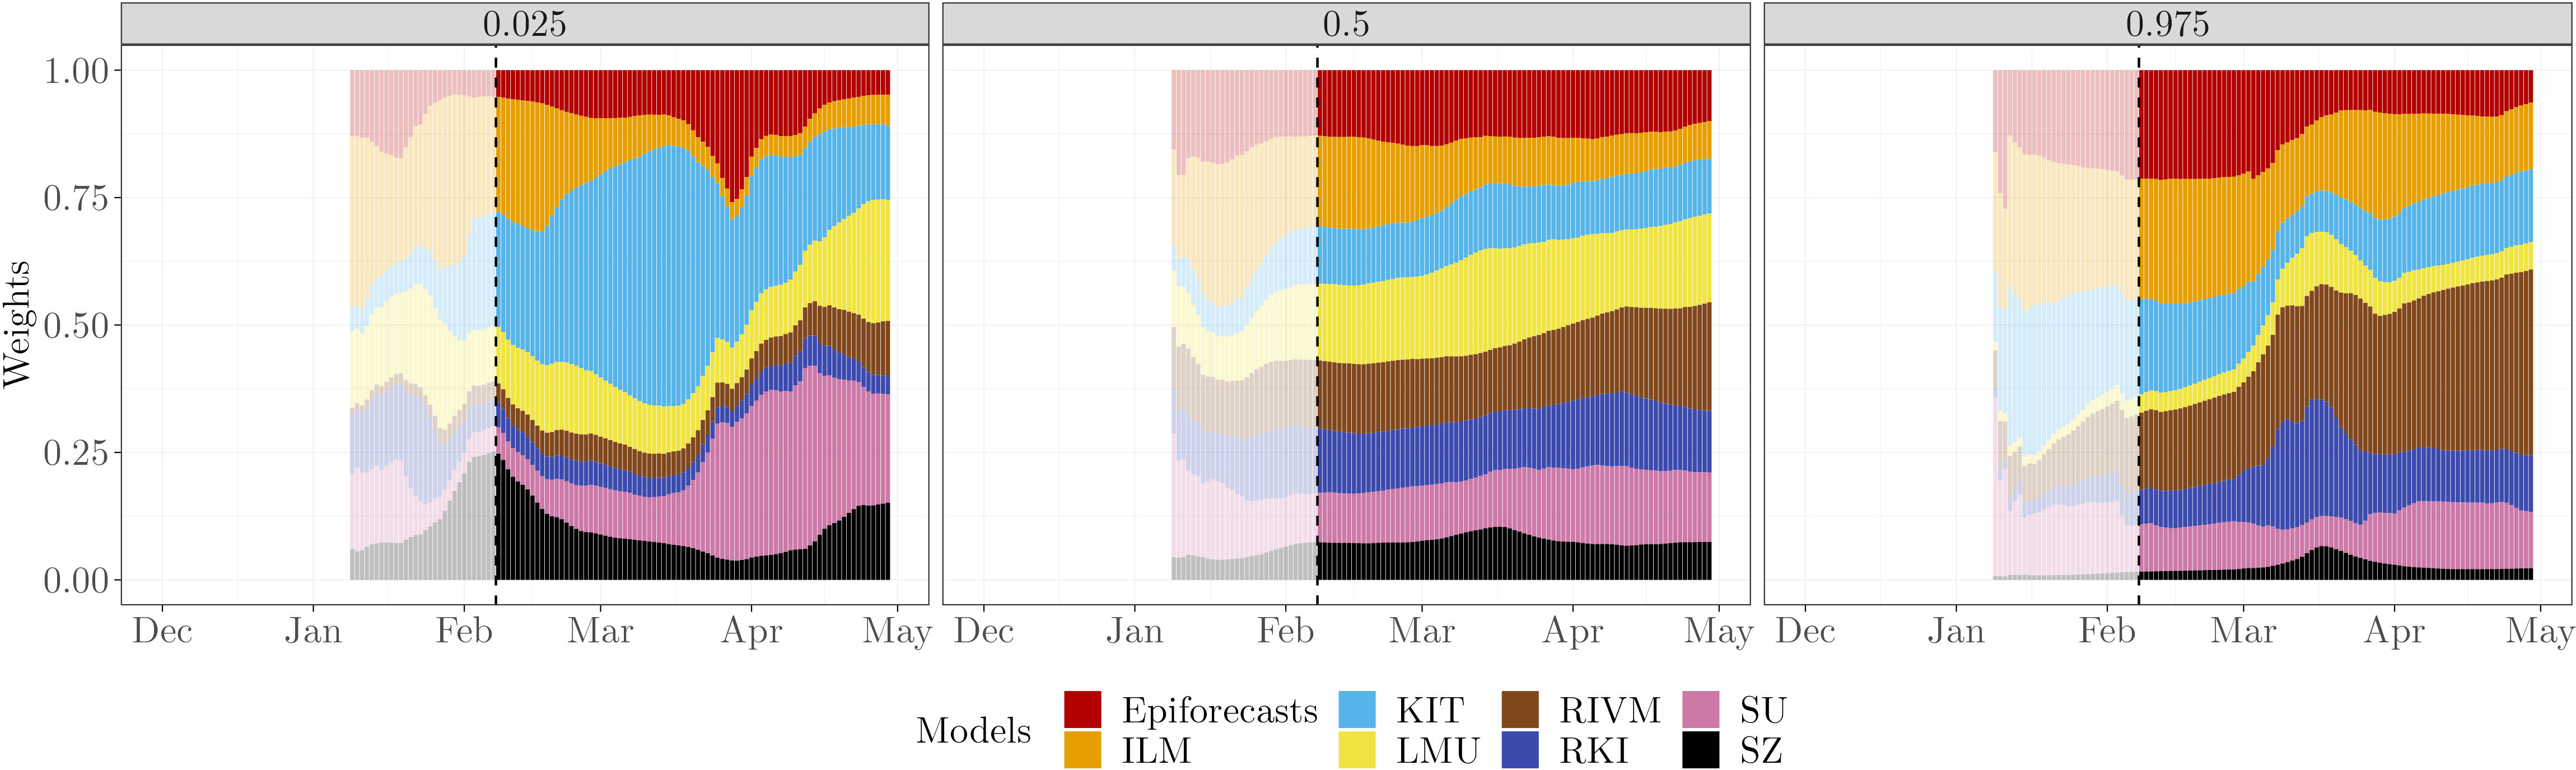 0.025 0.5 0.975
1.00
0.75
0.50
0.25
0.00
Weights
Dec Jan Feb Mar Apr May Dec Jan Feb Mar Apr May Dec Jan Feb Mar Apr May
Models
Epiforecasts KIT RIVM SU
ILM LMU RKI SZ